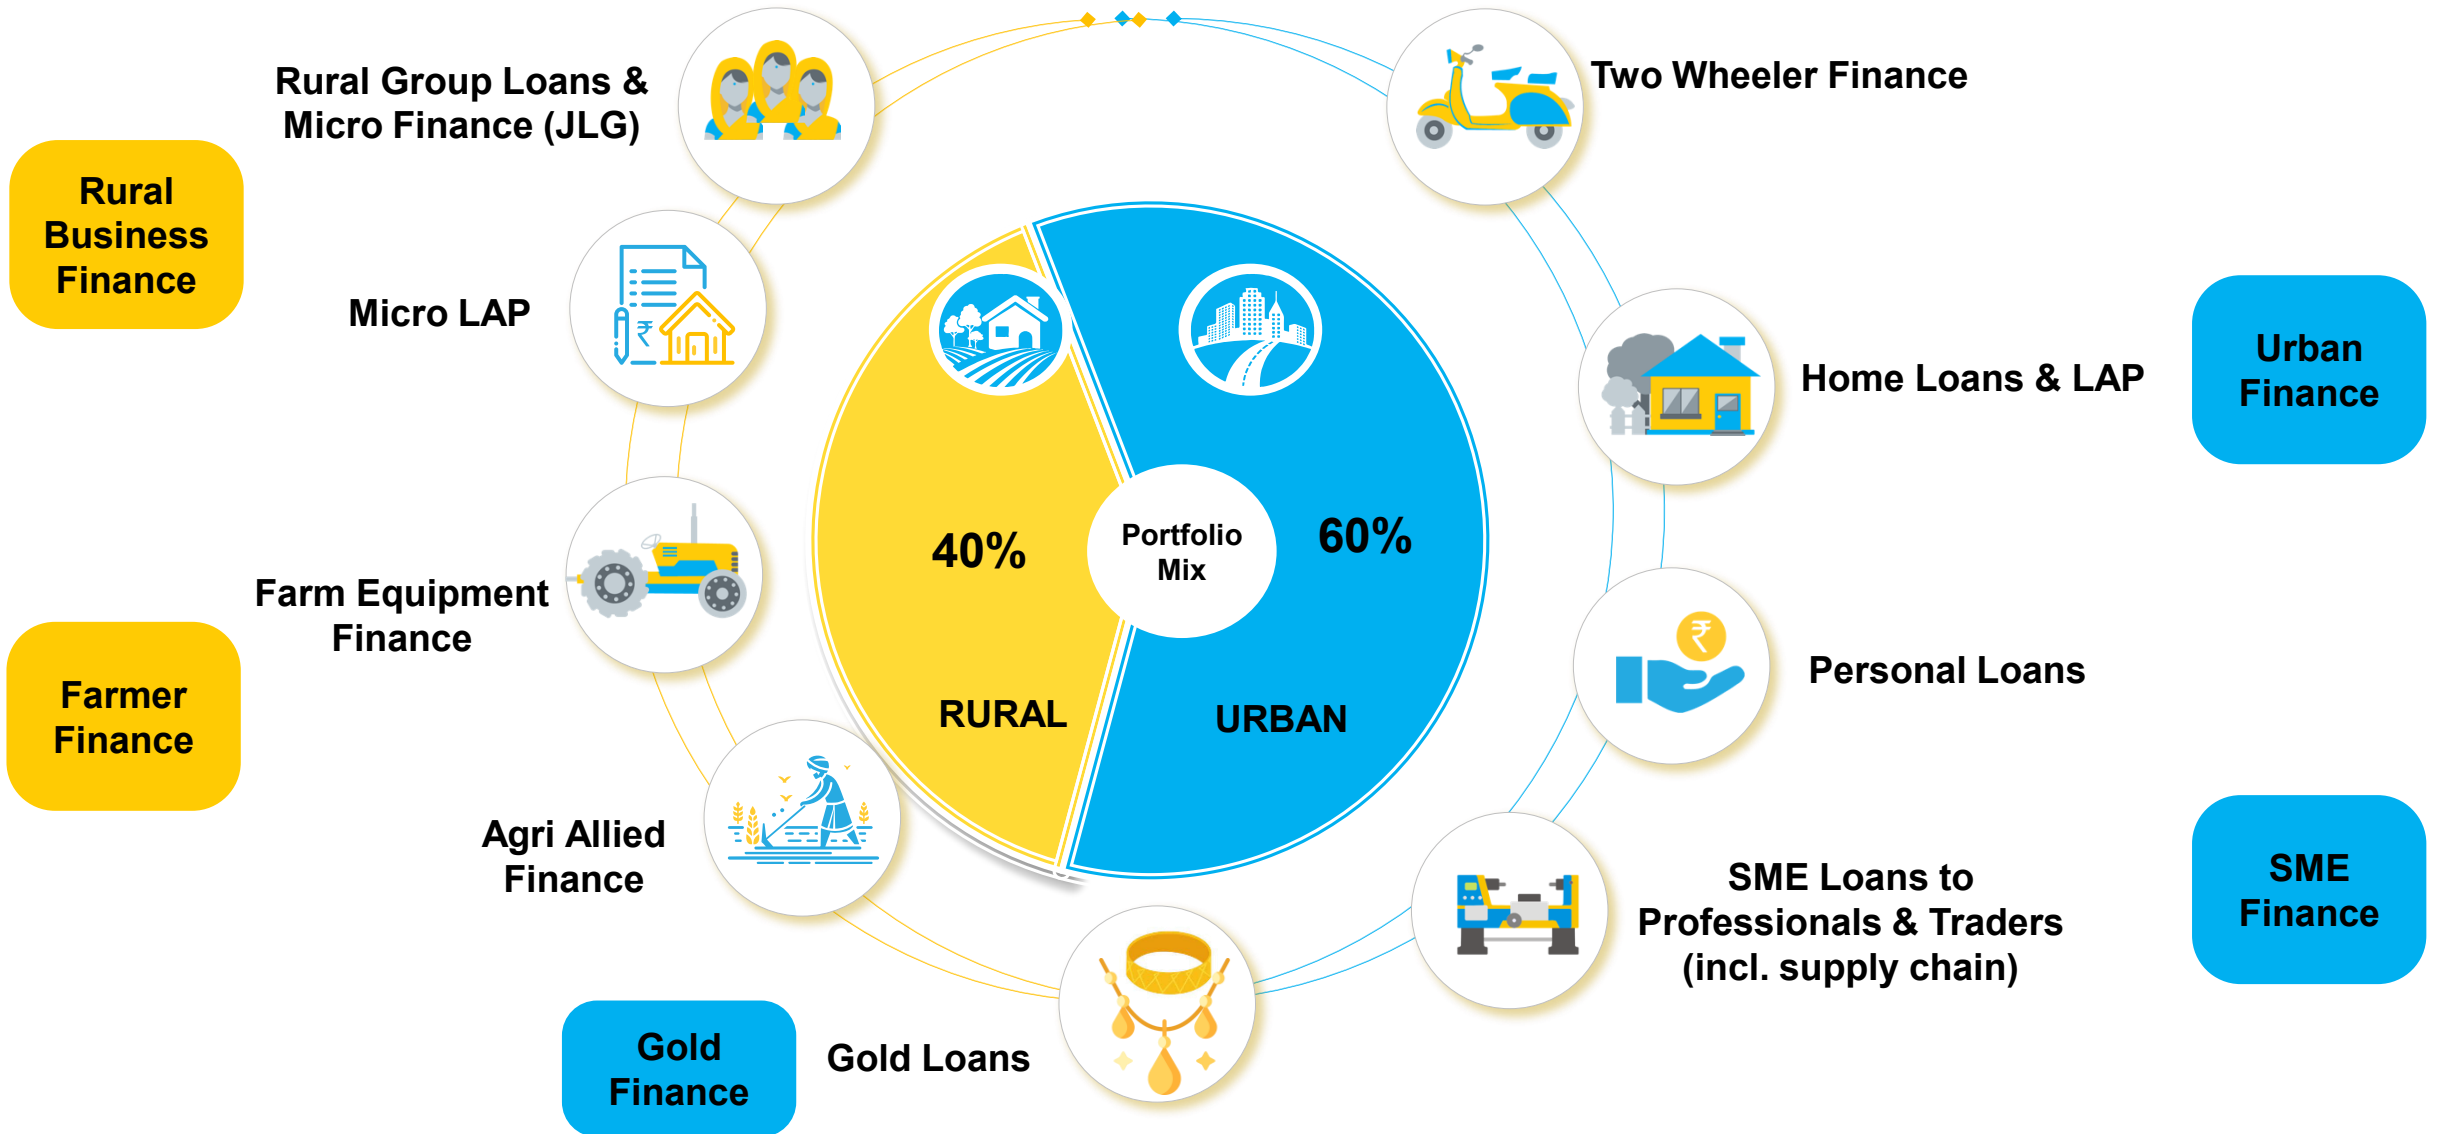 Rural Group Loans &
Micro Finance (JLG)
Two Wheeler Finance
Rural
Business
Finance
Micro LAP
₹
Home Loans & LAP
Urban
Finance
40%
Portfolio
Mix
60%
Farm Equipment
Finance
₹
Personal Loans
Farmer
Finance
RURAL
URBAN
Agri Allied
Finance
SME Loans to
Professionals & Traders
(incl. supply chain)
SME
Finance
Gold
Finance
Gold Loans